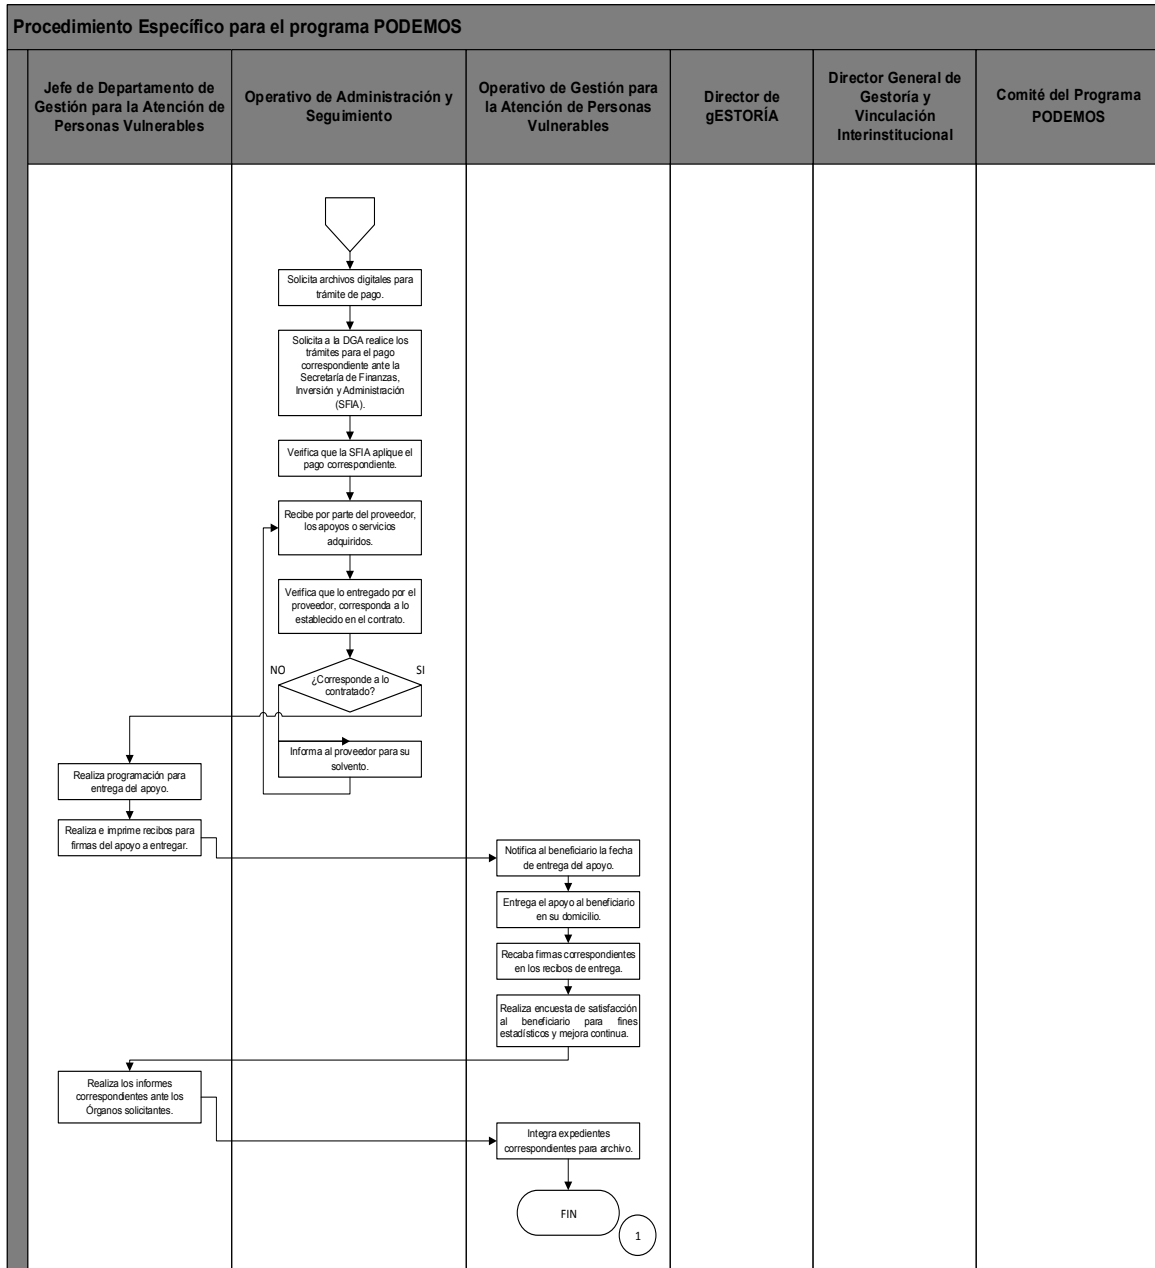 Procedimiento Específico para el programa PODEMOS
Jefe de Departamento de
Gestión para la Atención de
Personas Vulnerables
Operativo de Administración y
Seguimiento
Operativo de Gestión para
la Atención de Personas
Vulnerables
Director de
gESTORÍA
Director General de
Gestoría y
Vinculación
Interinstitucional
Comité del Programa
PODEMOS
Solicita archivos digitales para
trámite de pago.
Solicita a la DGA realice los
trámites para el pago
correspondiente ante la
Secretaría de Finanzas,
Inversión y Administración
(SFIA).
Verifica que la SFIA aplique el
pago correspondiente.
Recibe por parte del proveedor,
los apoyos o servicios
adquiridos.
Verifica que lo entregado por el
proveedor, corresponda a lo
establecido en el contrato.
NO
SI
¿Corresponde a lo
contratado?
Informa al proveedor para su
solvento.
Realiza programación para
entrega del apoyo.
Realiza e imprime recibos para
firmas del apoyo a entregar.
Notifica al beneficiario la fecha
de entrega del apoyo.
Entrega el apoyo al beneficiario
en su domicilio.
Recaba firmas correspondientes
en los recibos de entrega.
Realiza encuesta de satisfacción
al beneficiario para fines
estadísticos y mejora continua.
Realiza los informes
correspondientes ante los
Órganos solicitantes.
Integra expedientes
correspondientes para archivo.
FIN
1